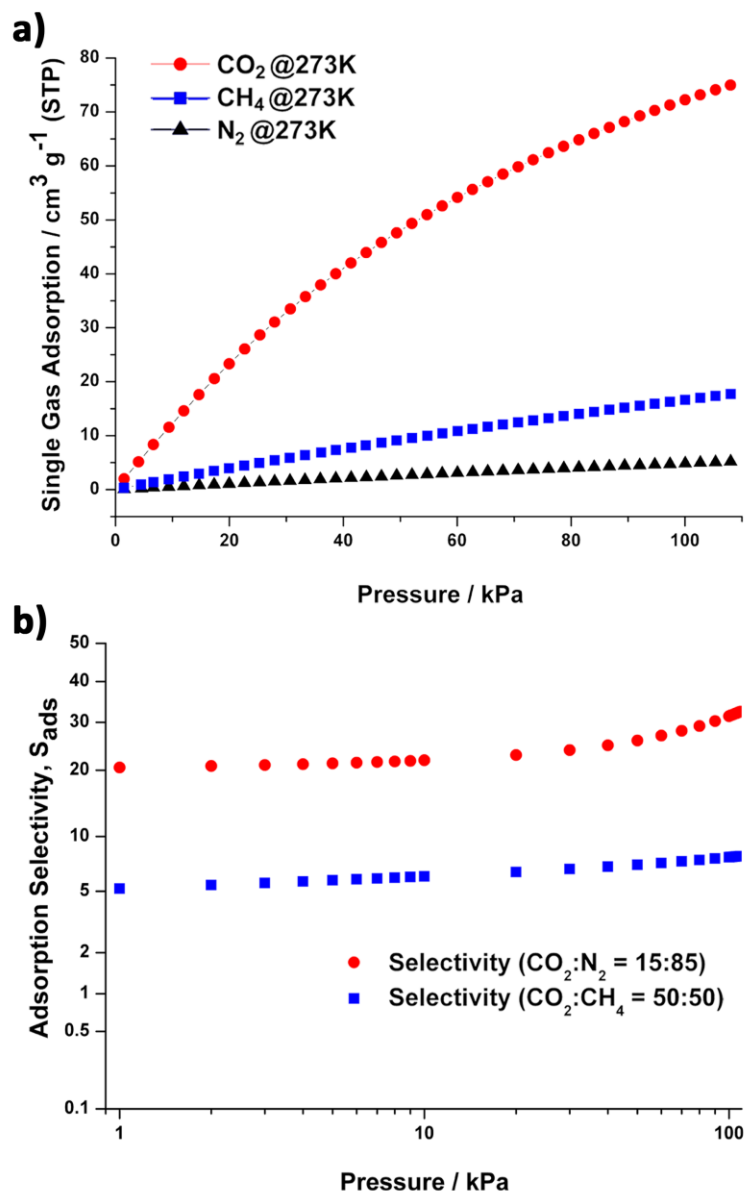 a)
CO₂ @273K
CH₄ @273K
N₂ @273K
Single Gas Adsorption / cm³ g⁻¹ (STP)
80
70
60
50
40
30
20
10
0
0 20 40 60 80 100
Pressure / kPa
b)
Adsorption Selectivity, S_ads
50
40
30
20
10
5
2
1
0.5
0.1
Selectivity (CO₂:N₂ = 15:85)
Selectivity (CO₂:CH₄ = 50:50)
1 10 100
Pressure / kPa